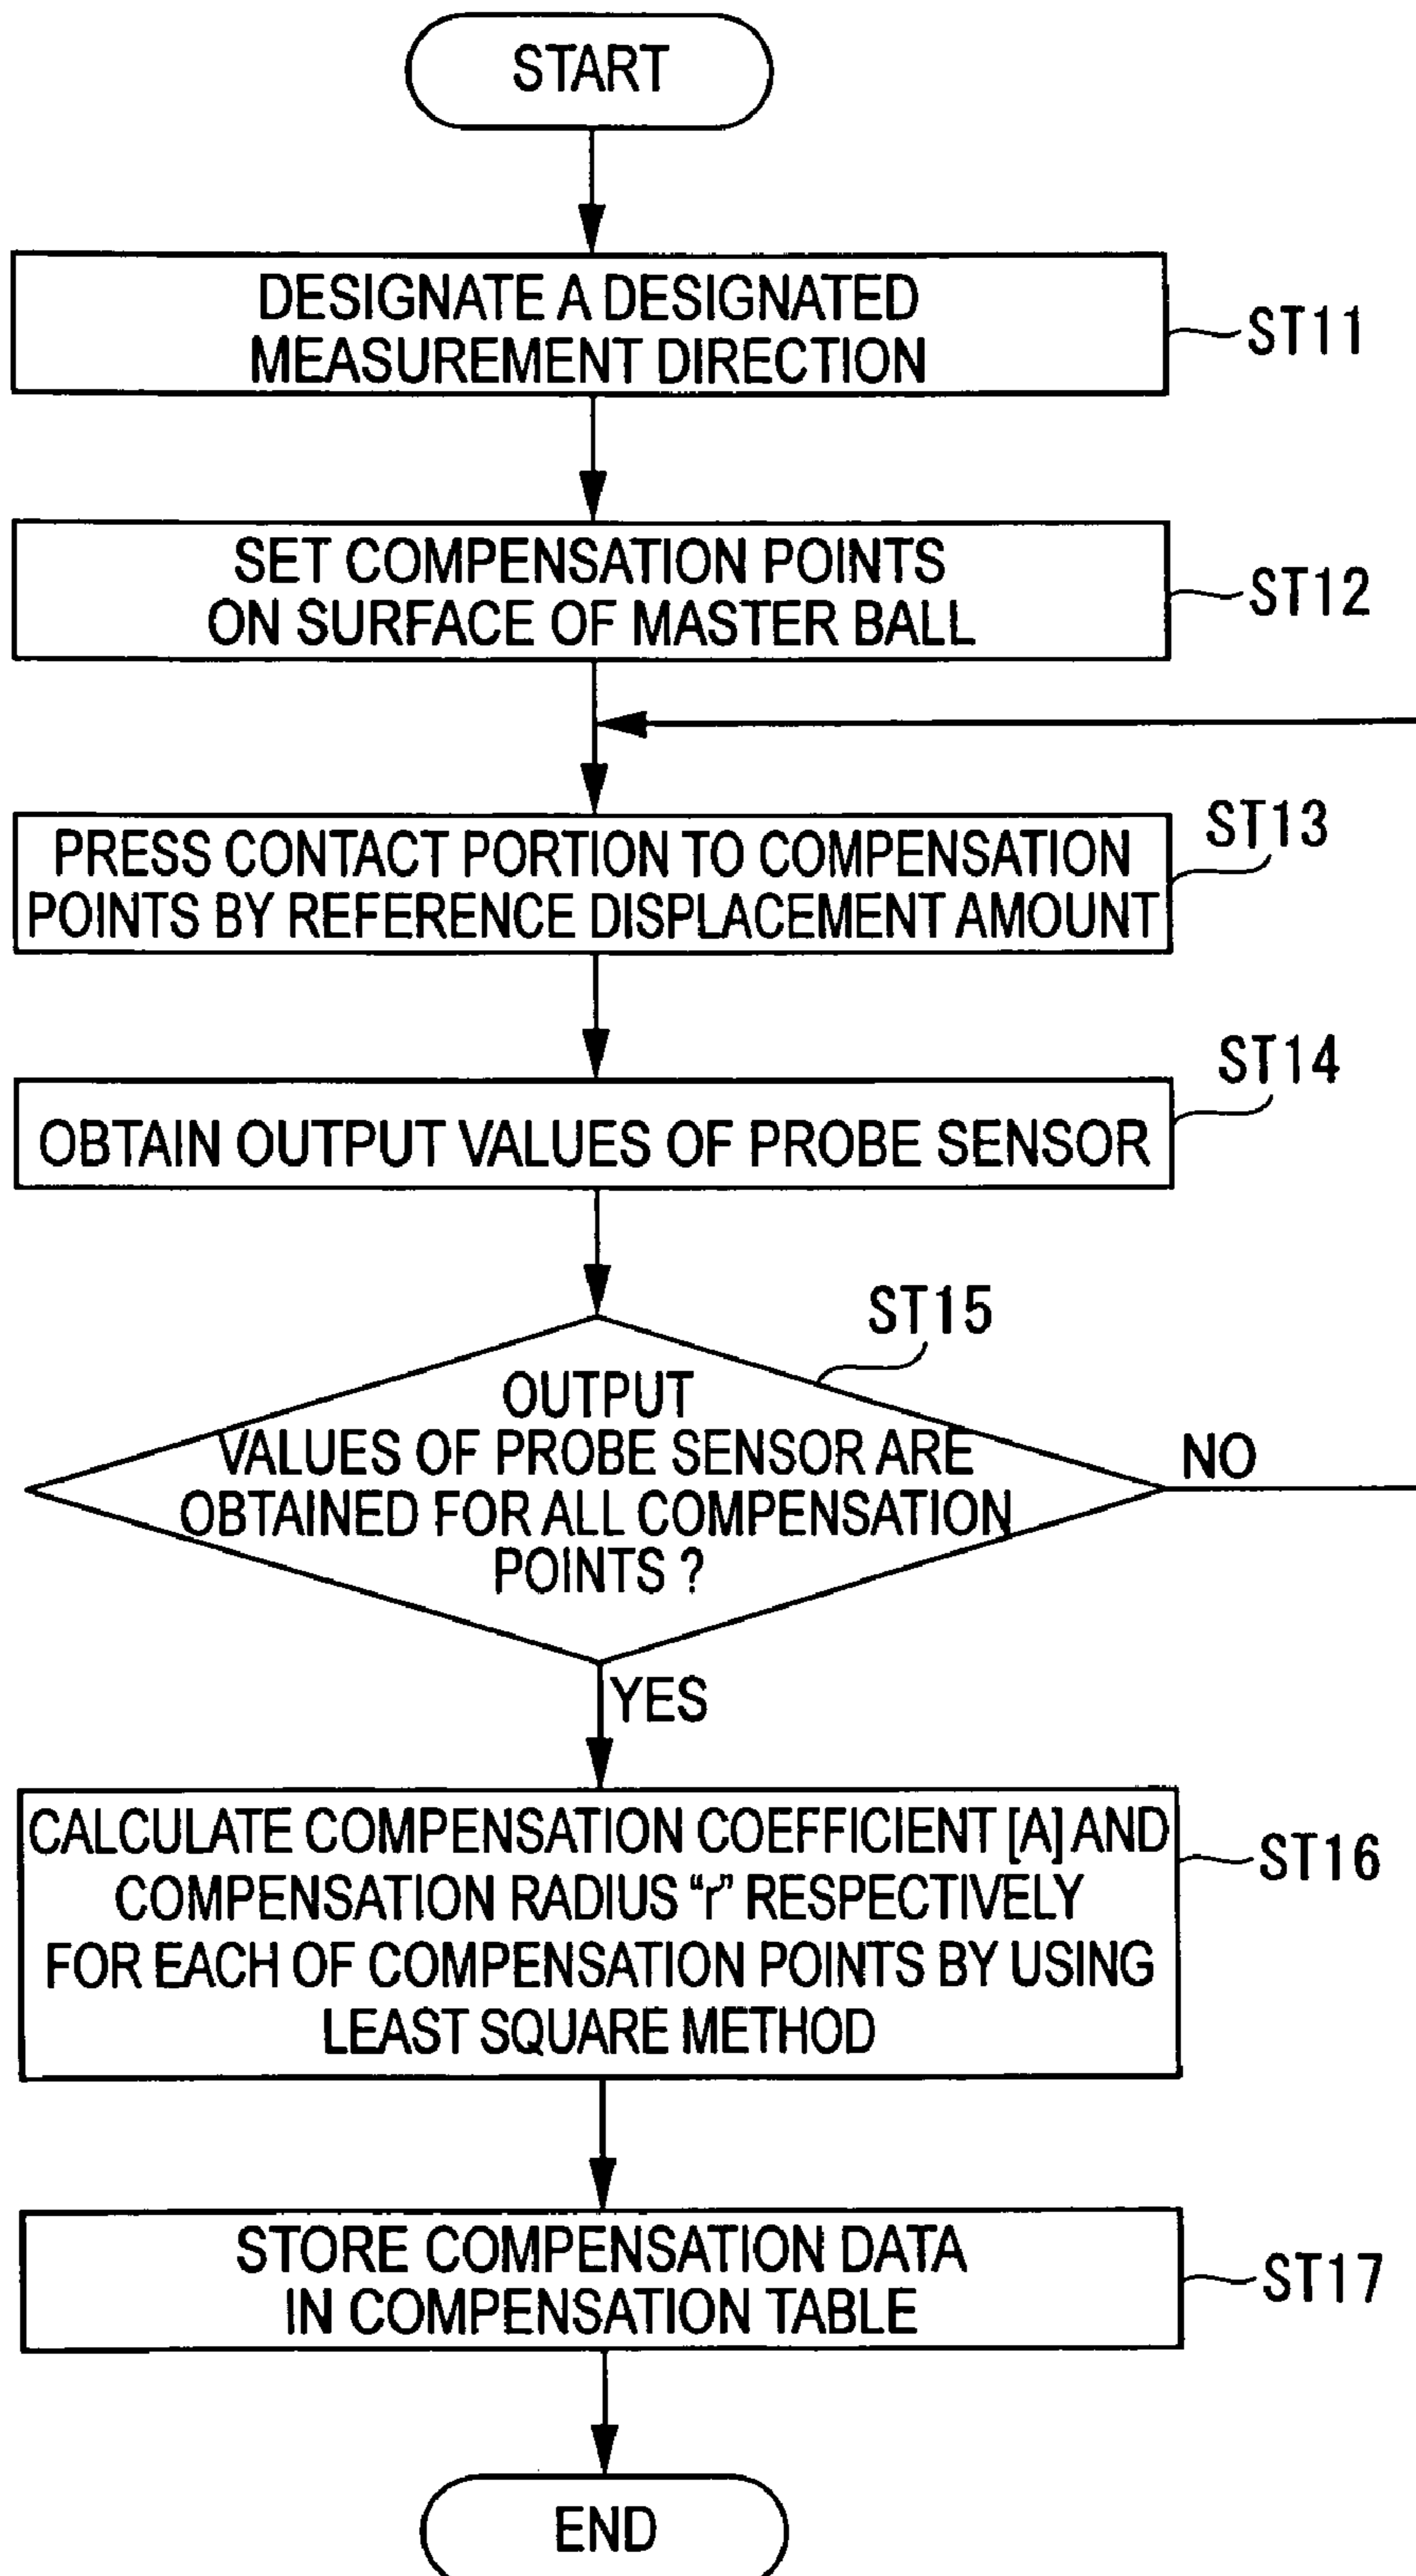 START
DESIGNATE A DESIGNATED
MEASUREMENT DIRECTION
ST11
SET COMPENSATION POINTS
ON SURFACE OF MASTER BALL
ST12
ST13
PRESS CONTACT PORTION TO COMPENSATION
POINTS BY REFERENCE DISPLACEMENT AMOUNT
ST14
OBTAIN OUTPUT VALUES OF PROBE SENSOR
ST15
OUTPUT
VALUES OF PROBE SENSOR ARE
OBTAINED FOR ALL COMPENSATION
POINTS ?
NO
YES
CALCULATE COMPENSATION COEFFICIENT [A] AND
COMPENSATION RADIUS “r” RESPECTIVELY
FOR EACH OF COMPENSATION POINTS BY USING
LEAST SQUARE METHOD
ST16
STORE COMPENSATION DATA
IN COMPENSATION TABLE
ST17
END